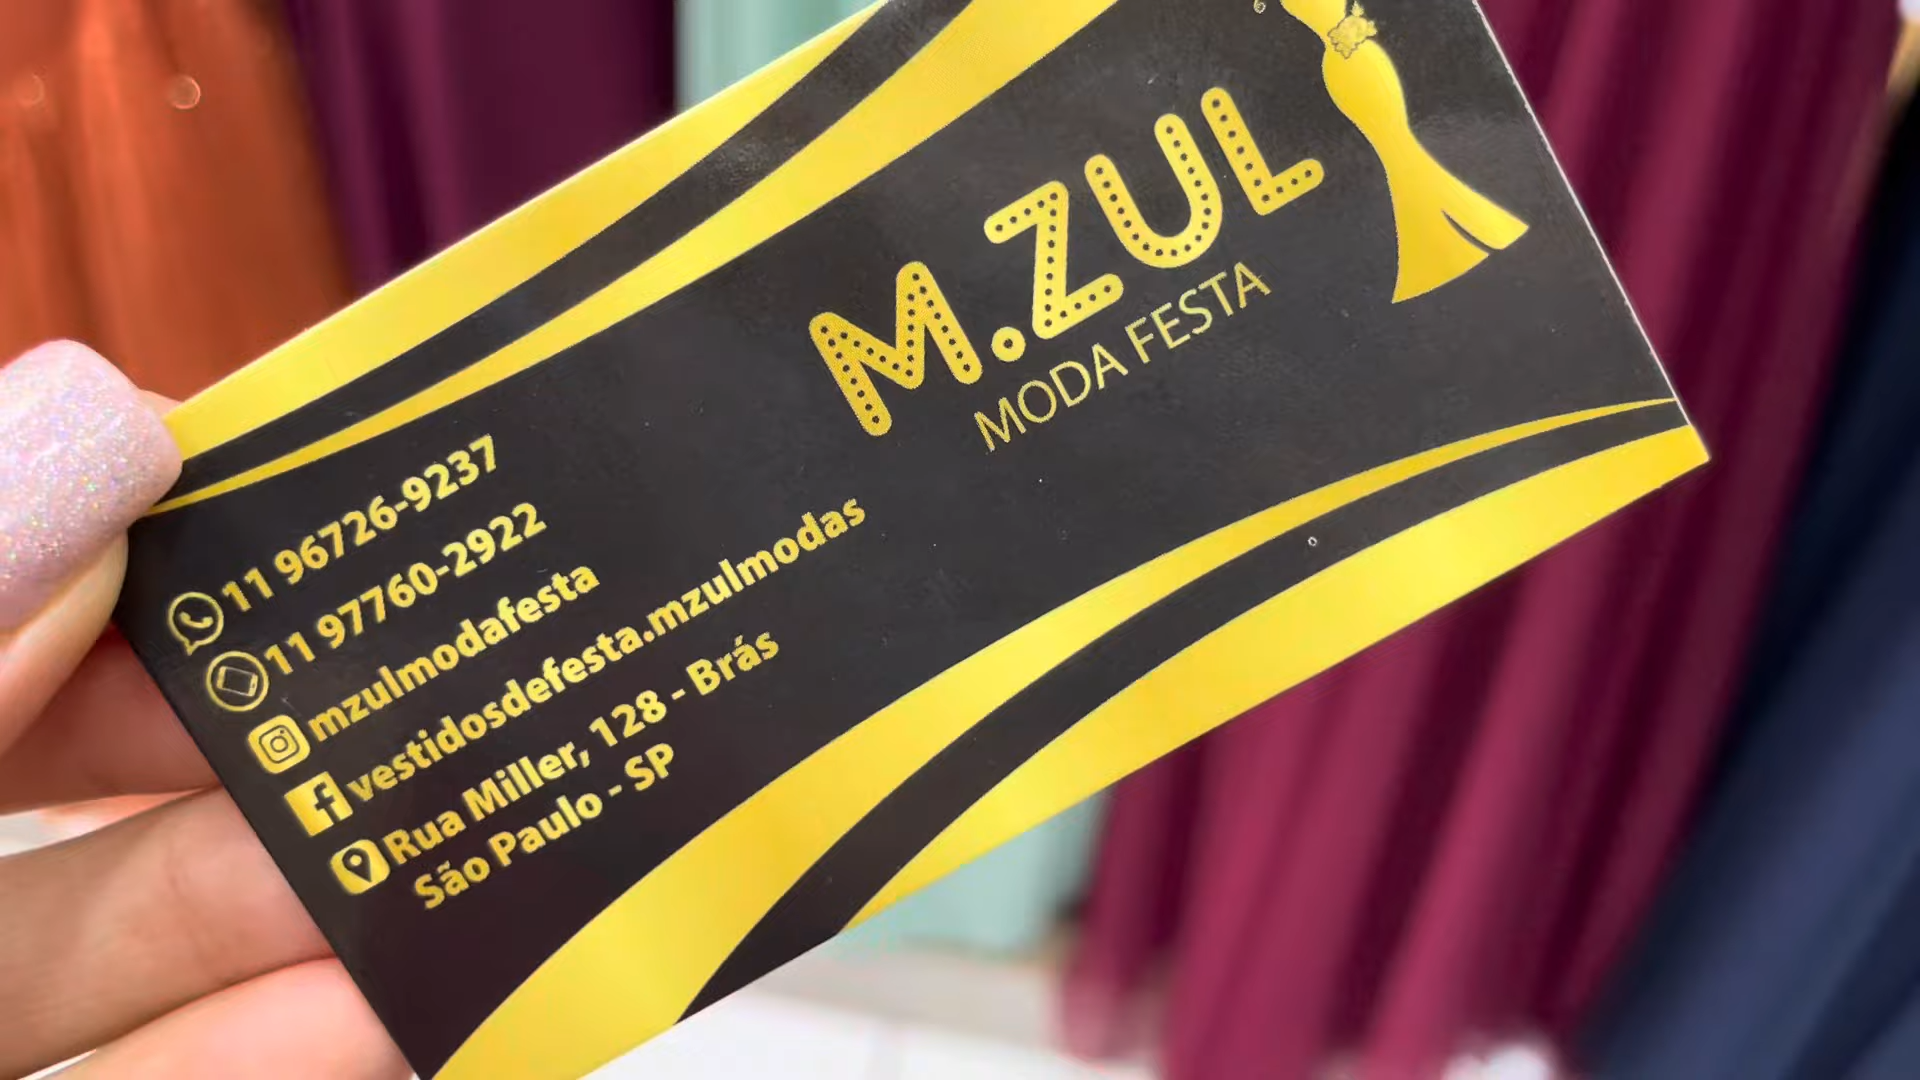 M.ZUL
MODA FESTA
11 96726-9237
11 97760-2922
mzulmodafesta
vestidosdefesta.mzulmodas
Rua Miller, 128 - Brás
São Paulo - SP